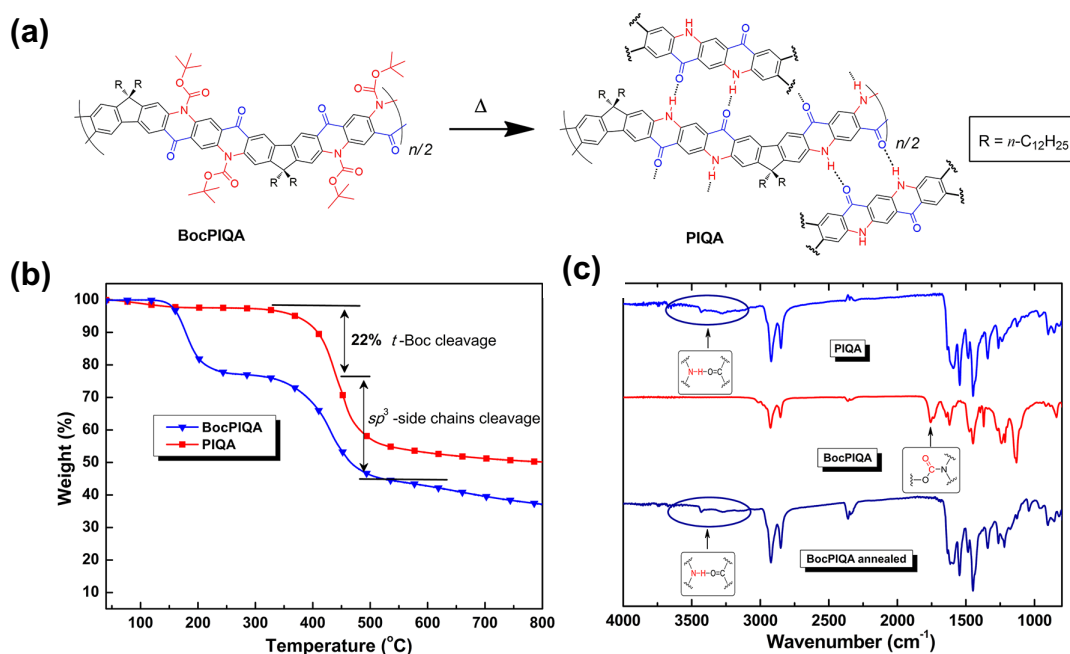 (a)
R R
N
O
O
O
N
O
O
O
N
O
O
O
N
O
O
O
R R
n/2
BocPIQA
Δ
H
N
O
O
N
H
R R
H
N
O
O
N
H
R R
O
N
H
H
N
O
n/2
O
H
N
N
H
O
PIQA
R = n-C12H25
(b)
100
90
80
70
60
50
40
30
20
10
Weight (%)
22% t-Boc cleavage
sp3-side chains cleavage
BocPIQA
PIQA
100 200 300 400 500 600 700 800
Temperature (oC)
(c)
N-H-O=C
PIQA
BocPIQA
O
C
O N
BocPIQA annealed
N-H-O=C
4000 3500 3000 2500 2000 1500 1000
Wavenumber (cm-1)